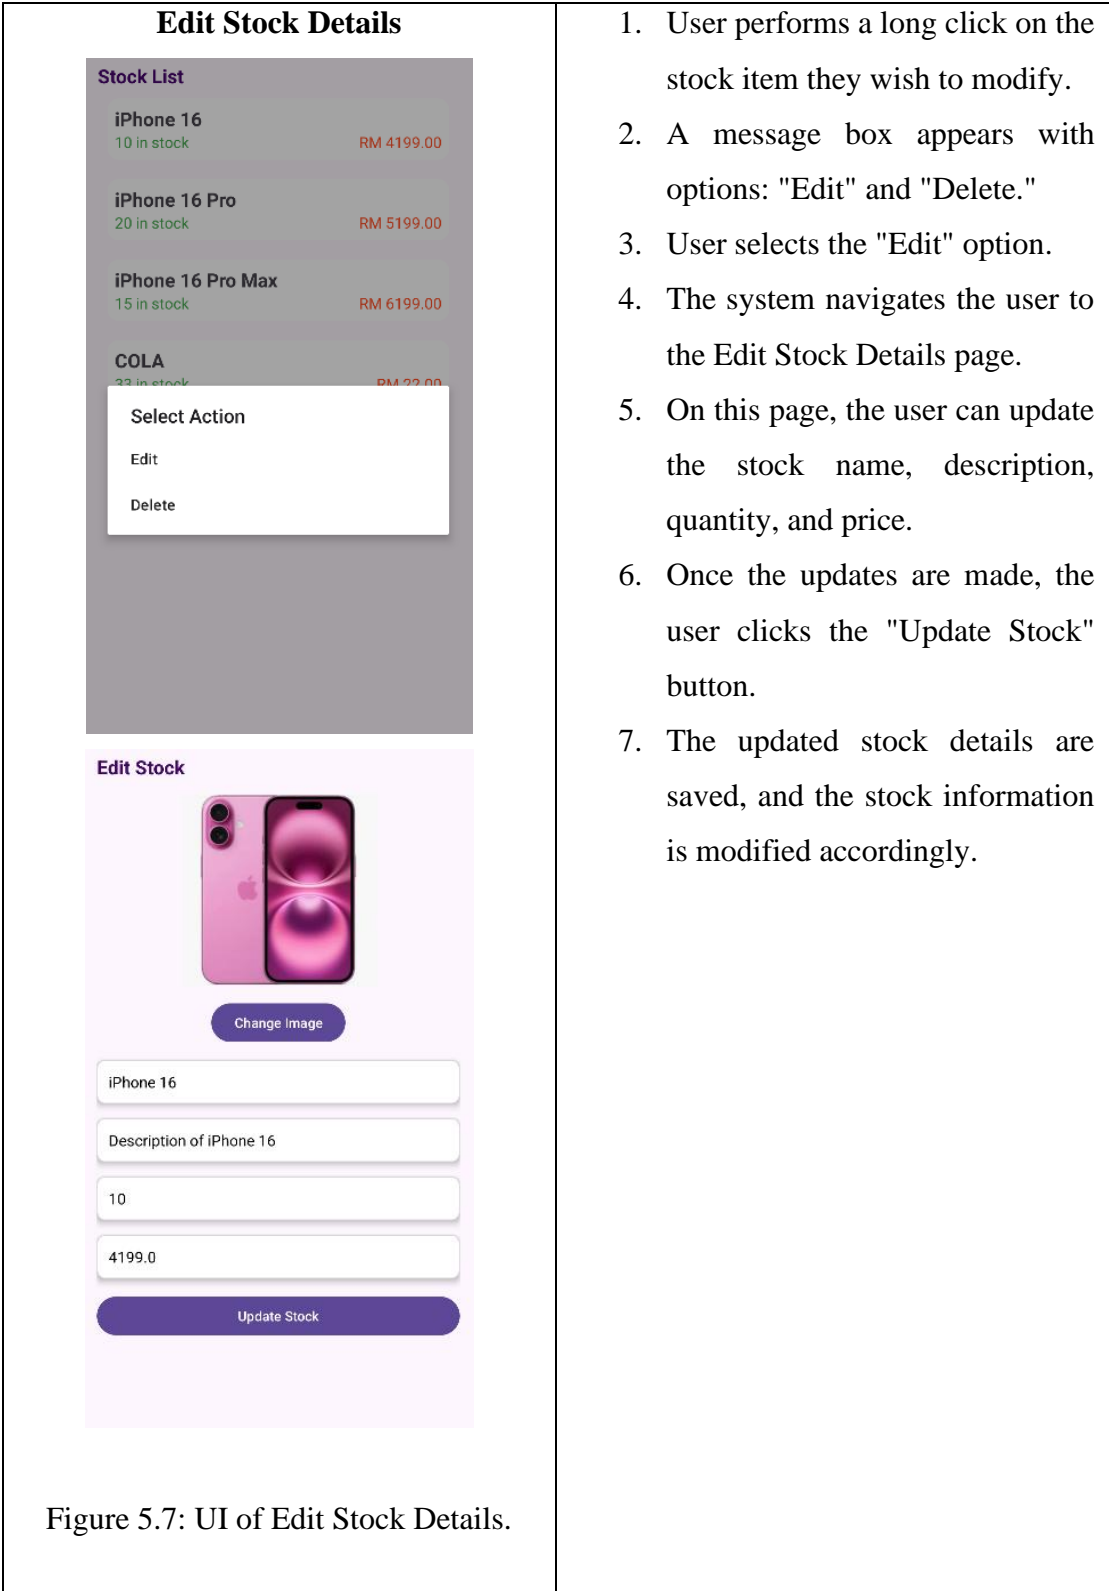 Edit Stock Details
Stock List
iPhone 16
10 in stock RM 4199.00
iPhone 16 Pro
20 in stock RM 5199.00
iPhone 16 Pro Max
15 in stock RM 6199.00
COLA
33 in stock RM 22.00
Select Action
Edit
Delete
Edit Stock
Change Image
iPhone 16
Description of iPhone 16
10
4199.0
Update Stock
Figure 5.7: UI of Edit Stock Details.
1. User performs a long click on the
stock item they wish to modify.
2. A message box appears with
options: "Edit" and "Delete."
3. User selects the "Edit" option.
4. The system navigates the user to
the Edit Stock Details page.
5. On this page, the user can update
the stock name, description,
quantity, and price.
6. Once the updates are made, the
user clicks the "Update Stock"
button.
7. The updated stock details are
saved, and the stock information
is modified accordingly.